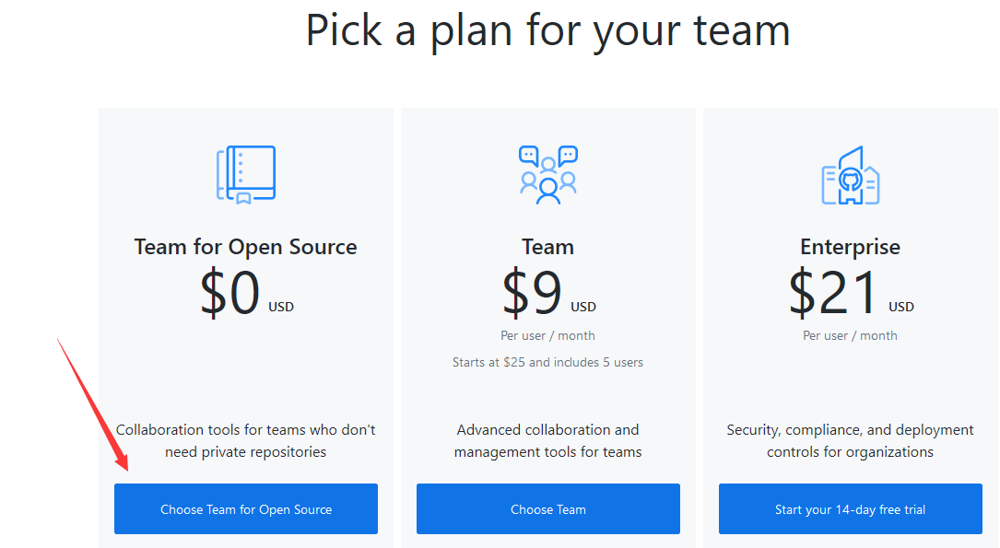 Pick a plan for your team
Team for Open Source
$0 USD
Collaboration tools for teams who don't
need private repositories
Choose Team for Open Source
Team
$9 USD
Per user / month
Starts at $25 and includes 5 users
Advanced collaboration and
management tools for teams
Choose Team
Enterprise
$21 USD
Per user / month
Security, compliance, and deployment
controls for organizations
Start your 14-day free trial